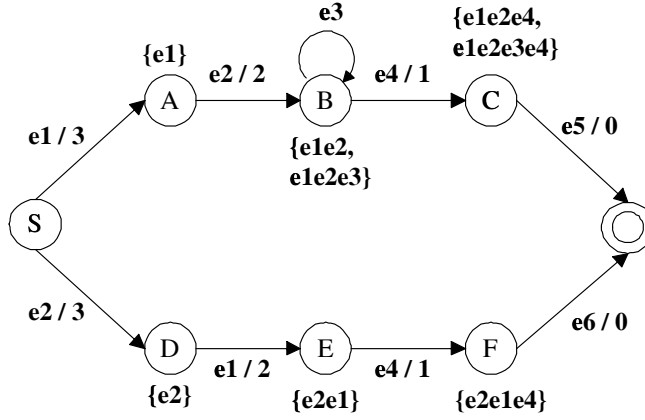 e3
{e1e2e4,
e1e2e3e4}
{e1}
e2 / 2
e4 / 1
A
B
C
e1 / 3
{e1e2,
e1e2e3}
e5 / 0
S
e2 / 3
e6 / 0
D
E
F
e1 / 2
e4 / 1
{e2}
{e2e1}
{e2e1e4}